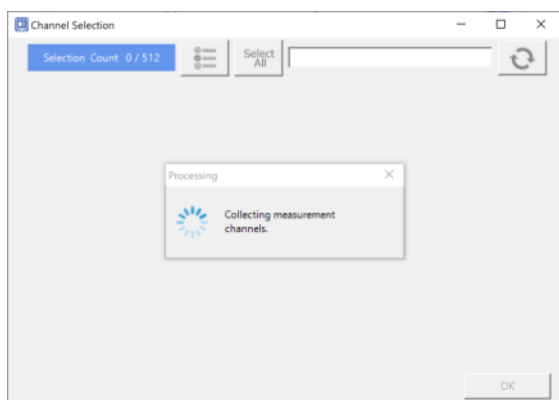 Channel Selection
Selection Count 0 / 512
Select
All
Processing
Collecting measurement
channels.
OK